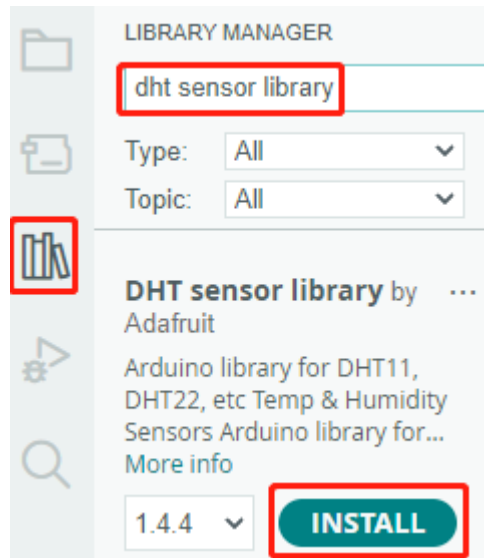 LIBRARY MANAGER
dht sensor library
Type: All
Topic: All
DHT sensor library by ...
Adafruit
Arduino library for DHT11,
DHT22, etc Temp & Humidity
Sensors Arduino library for...
More info
1.4.4 INSTALL